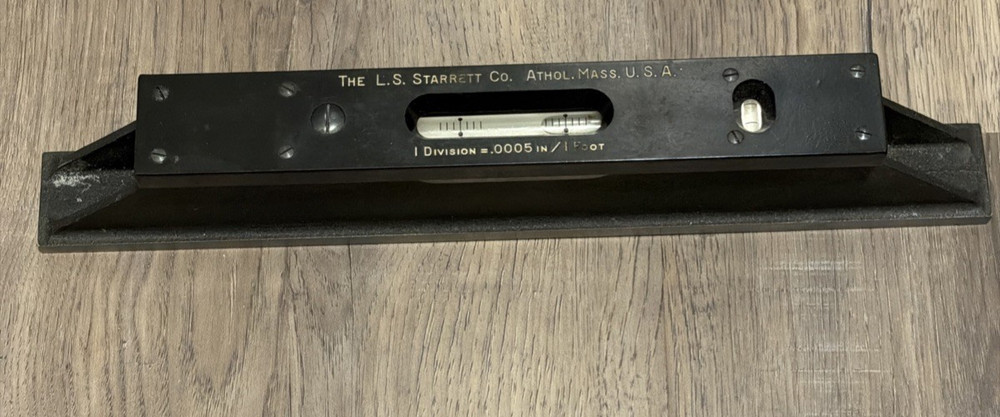 THE L.S. STARRETT CO. ATHOL. MASS. U.S.A.
1 DIVISION = .0005 IN / 1 FOOT